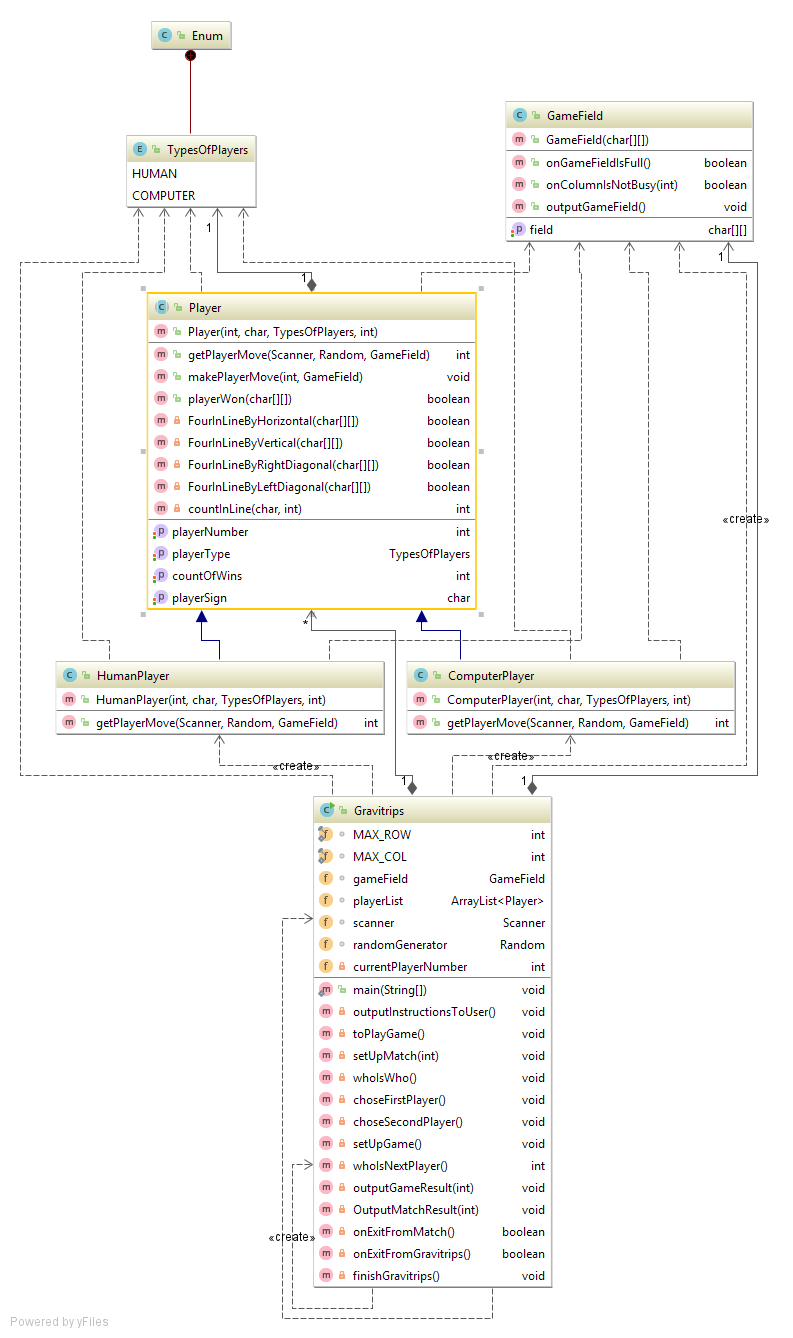 Enum
TypesOfPlayers
HUMAN
COMPUTER
1
GameField
GameField(char[][])
onGameFieldIsFull() boolean
onColumnIsNotBusy(int) boolean
outputGameField() void
field char[][]
1
1
Player
Player(int, char, TypesOfPlayers, int)
getPlayerMove(Scanner, Random, GameField) int
makePlayerMove(int, GameField) void
playerWon(char[][]) boolean
FourInLineByHorizontal(char[][]) boolean
FourInLineByVertical(char[][]) boolean
FourInLineByRightDiagonal(char[][]) boolean
FourInLineByLeftDiagonal(char[][]) boolean
countInLine(char, int) int
playerNumber int
playerType TypesOfPlayers
countOfWins int
playerSign char
«create»
*
HumanPlayer
HumanPlayer(int, char, TypesOfPlayers, int)
getPlayerMove(Scanner, Random, GameField) int
ComputerPlayer
ComputerPlayer(int, char, TypesOfPlayers, int)
getPlayerMove(Scanner, Random, GameField) int
«create»
«create»
1
1
Gravitrips
MAX_ROW int
MAX_COL int
gameField GameField
playerList ArrayList<Player>
scanner Scanner
randomGenerator Random
currentPlayerNumber int
main(String[]) void
outputInstructionsToUser() void
toPlayGame() void
setUpMatch(int) void
whoIsWho() void
choseFirstPlayer() void
choseSecondPlayer() void
setUpGame() void
whoIsNextPlayer() int
outputGameResult(int) void
OutputMatchResult(int) void
onExitFromMatch() boolean
«create»
onExitFromGravitrips() boolean
finishGravitrips() void
Powered by yFiles